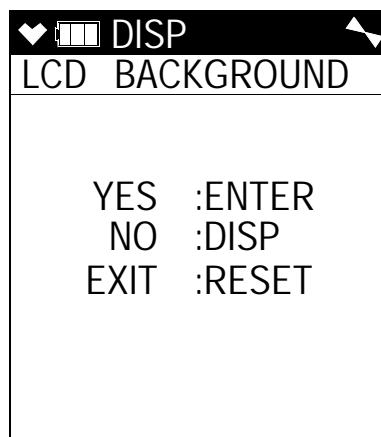 DISP
LCD BACKGROUND
YES :ENTER
NO :DISP
EXIT :RESET